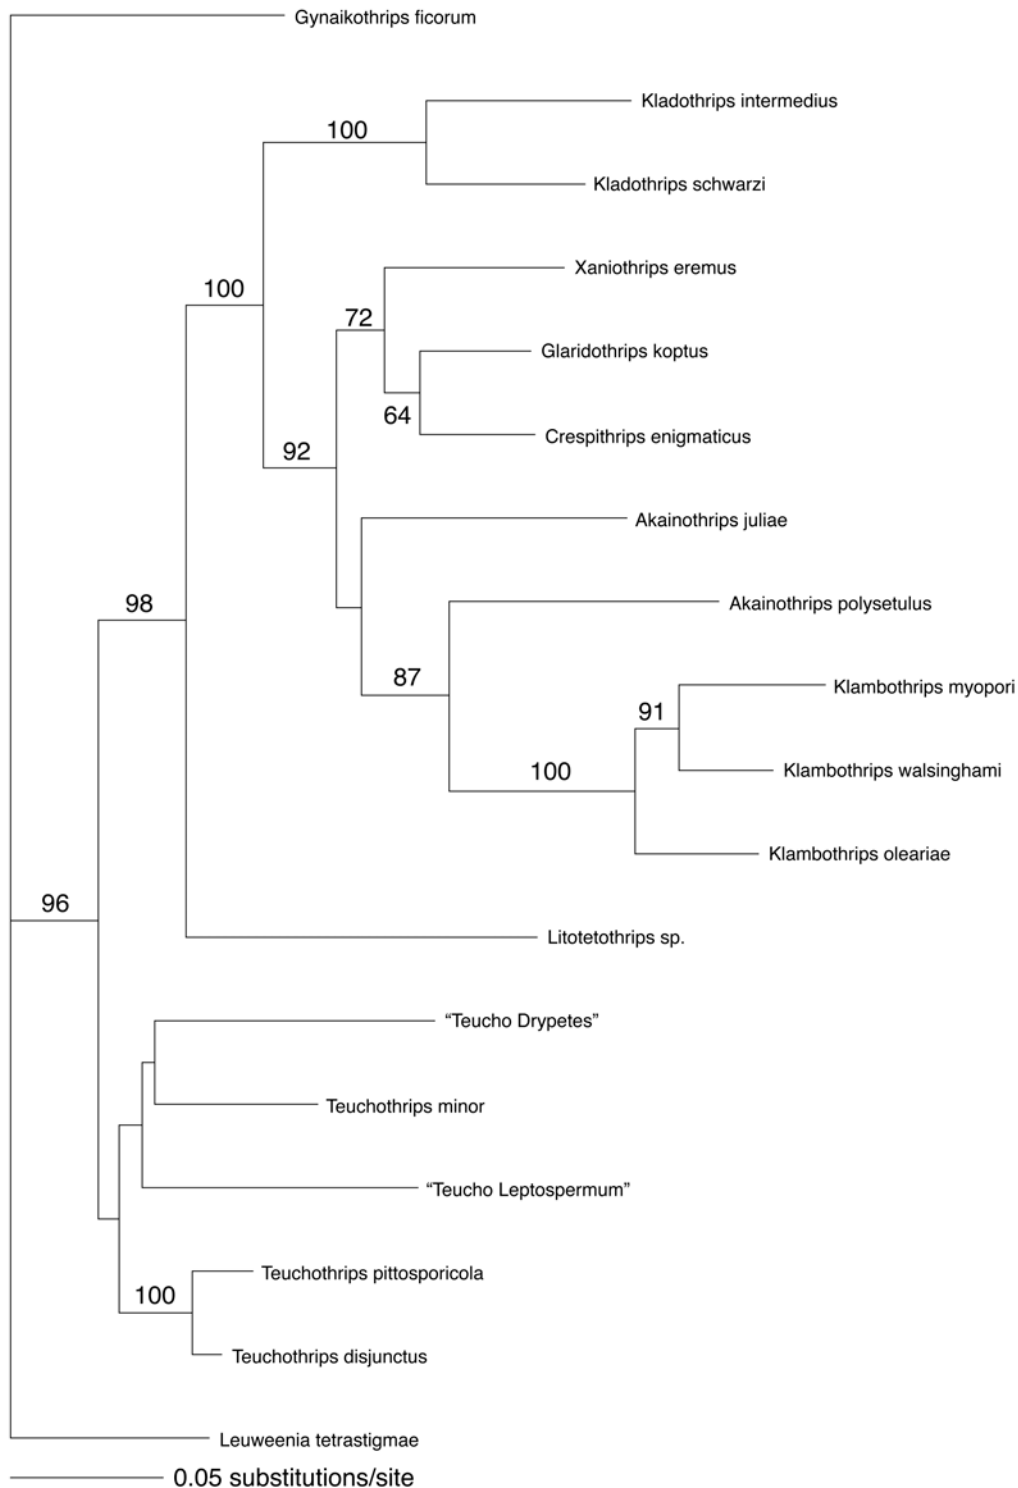 Gynaikothrips ficorum
Kladothrips intermedius
100
Kladothrips schwarzi
Xaniothrips eremus
100
72
Glaridothrips koptus
64
Crespithrips enigmaticus
92
Akainothrips juliae
98
Akainothrips polysetulus
87
Klambothrips myopori
91
Klambothrips walsinghami
100
Klambothrips oleariae
96
Litotetothrips sp.
“Teucho Drypetes”
Teuchothrips minor
“Teucho Leptospermum”
Teuchothrips pittosporicola
100
Teuchothrips disjunctus
Leuweenia tetrastigmae
0.05 substitutions/site